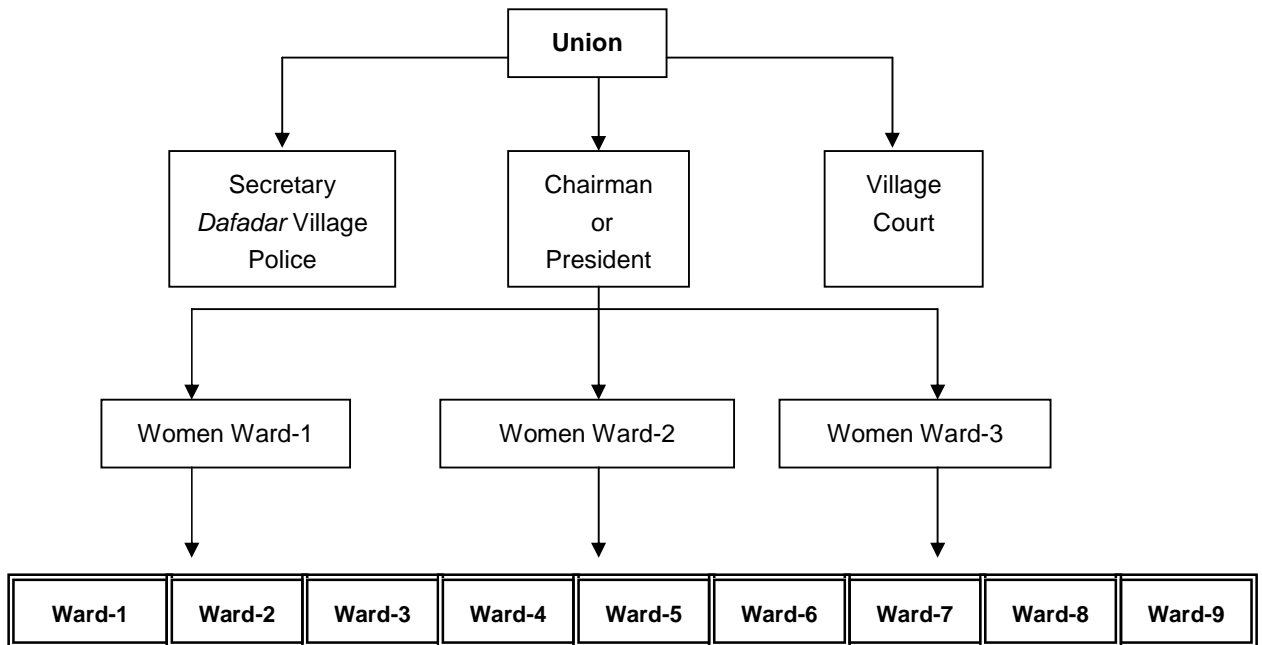 Union
Secretary
Dafadar Village
Police
Chairman
or
President
Village
Court
Women Ward-1
Women Ward-2
Women Ward-3
Ward-1
Ward-2
Ward-3
Ward-4
Ward-5
Ward-6
Ward-7
Ward-8
Ward-9